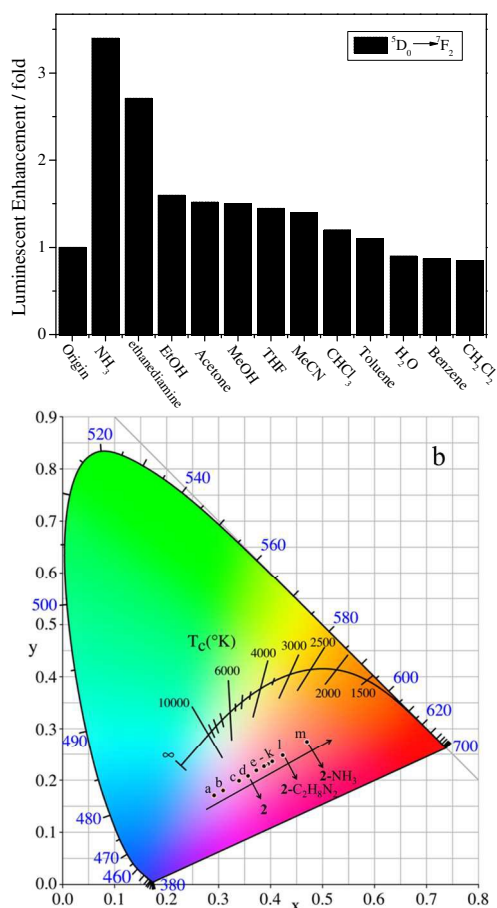 ⁵D₀ → ⁷F₂
Luminescent Enhancement / fold
3
2
1
0
Origin
NH₃
ethanediamine
EtOH
Acetone
MeOH
THF
MeCN
CHCl₃
Toluene
H₂O
Benzene
CH₂Cl₂
b
0.9
0.8
0.7
0.6
0.5
0.4
0.3
0.2
0.1
0.0
y
520
540
560
580
600
620
700
500
490
480
470
460
380
T_C(°K)
∞
10000
6000
4000
3000
2500
2000
1500
a b c d e - k l m
2
2-C₂H₈N₂
2-NH₃
0.0 0.1 0.2 0.3 0.4 0.5 0.6 0.7 0.8
x